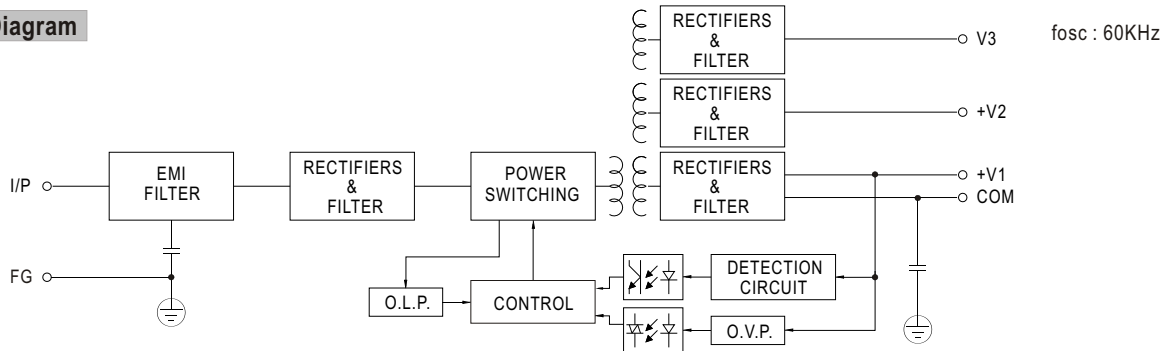 Diagram
RECTIFIERS
&
FILTER
V3
fosc : 60KHz
RECTIFIERS
&
FILTER
+V2
I/P
EMI
FILTER
RECTIFIERS
&
FILTER
POWER
SWITCHING
RECTIFIERS
&
FILTER
+V1
COM
FG
O.L.P.
CONTROL
DETECTION
CIRCUIT
O.V.P.